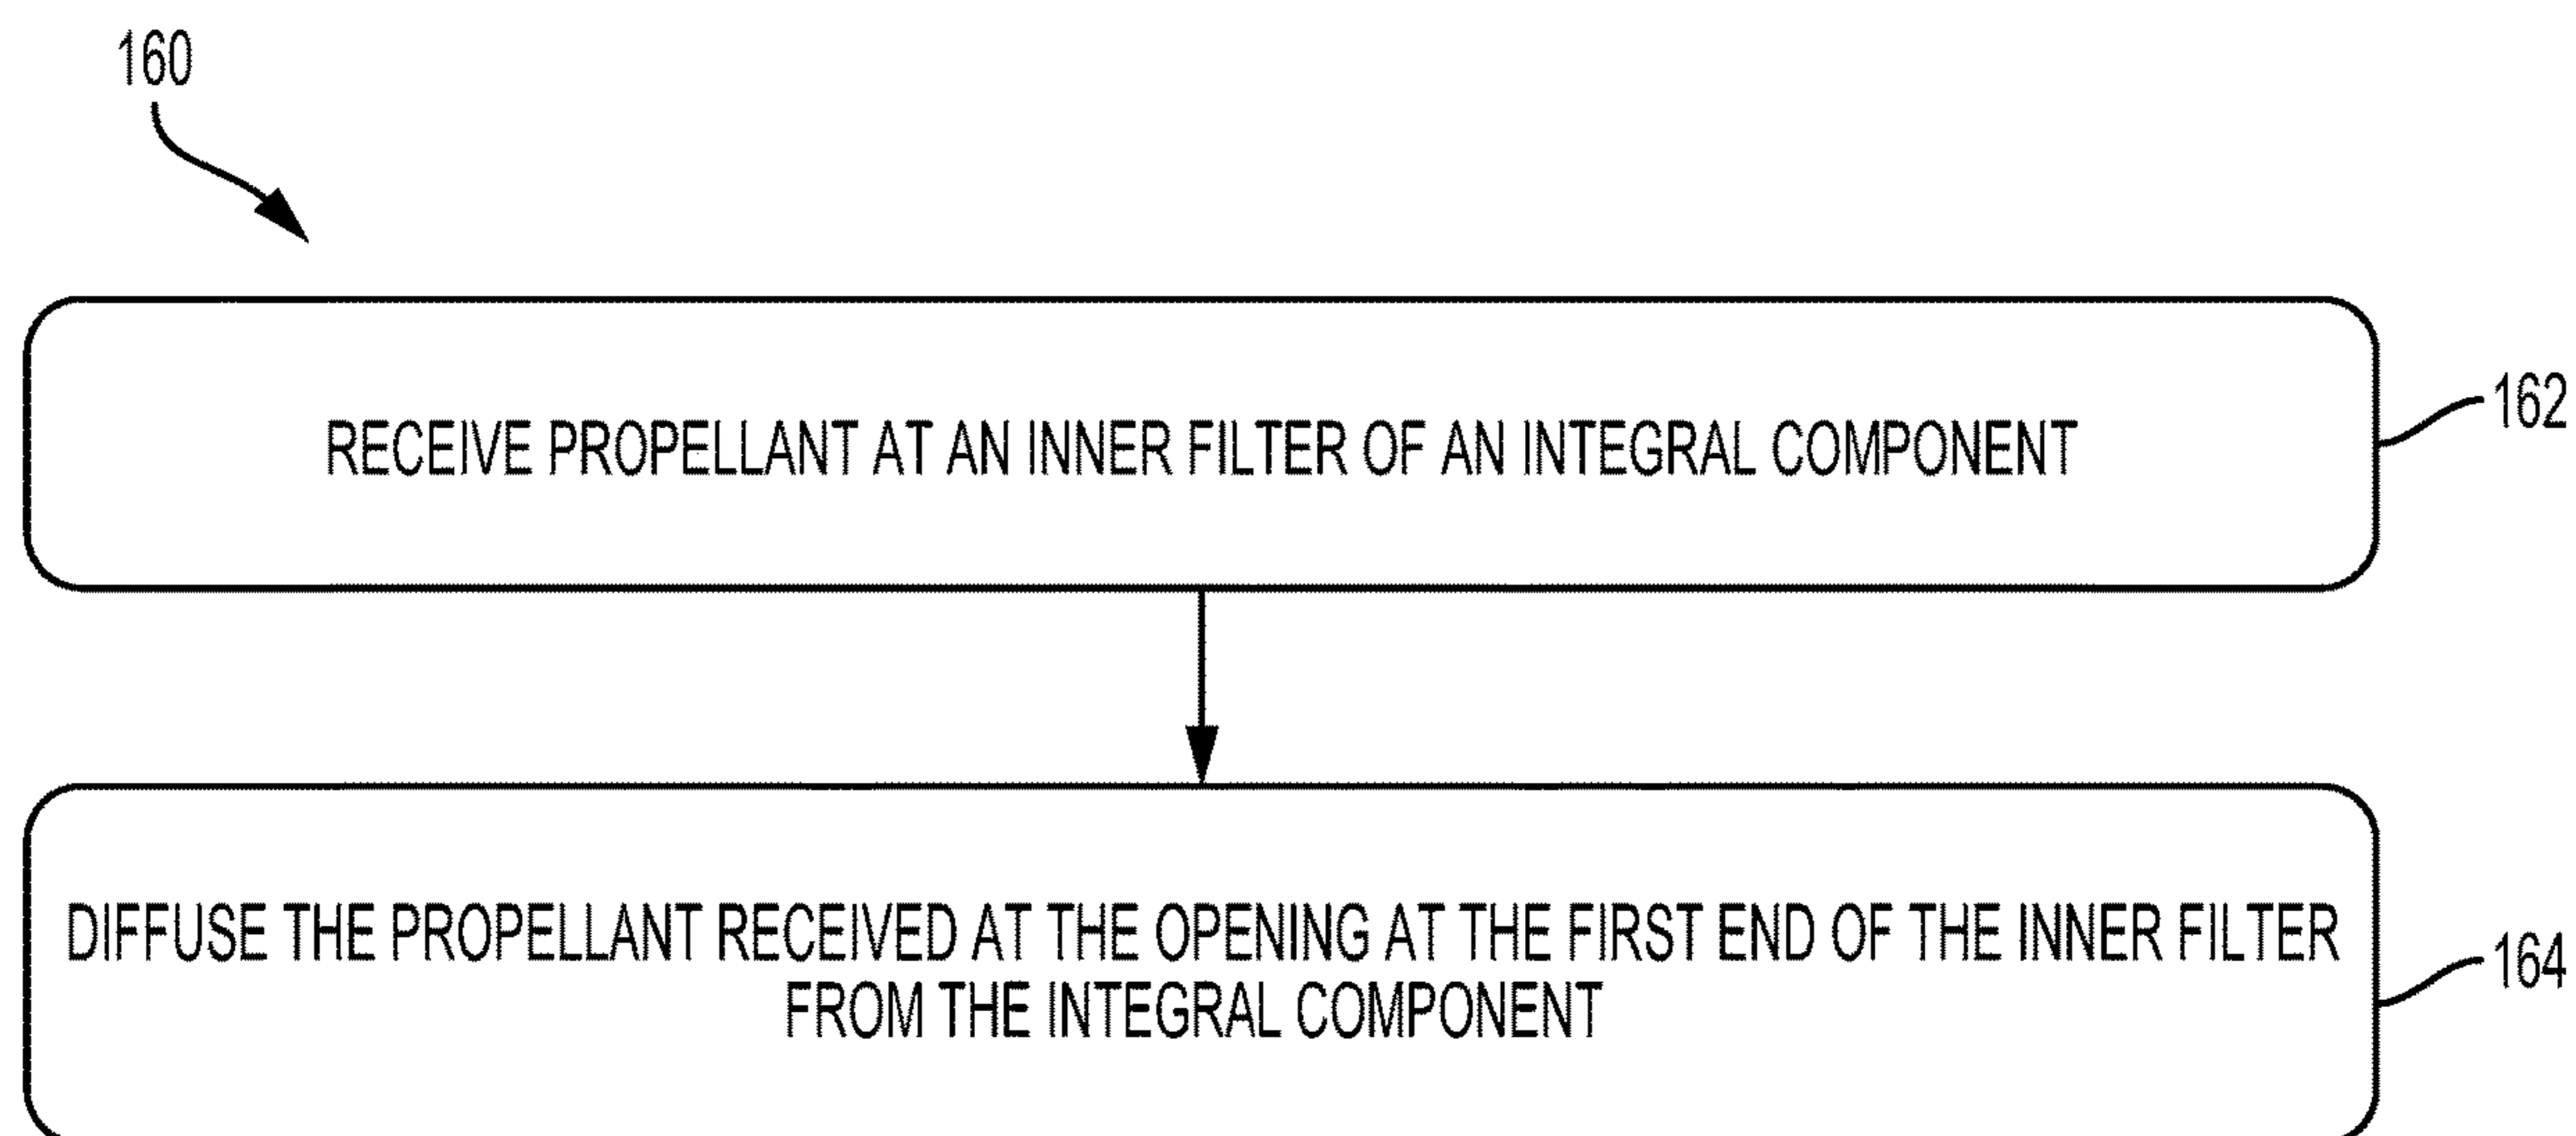 160
RECEIVE PROPELLANT AT AN INNER FILTER OF AN INTEGRAL COMPONENT
162
DIFFUSE THE PROPELLANT RECEIVED AT THE OPENING AT THE FIRST END OF THE INNER FILTER
FROM THE INTEGRAL COMPONENT
164